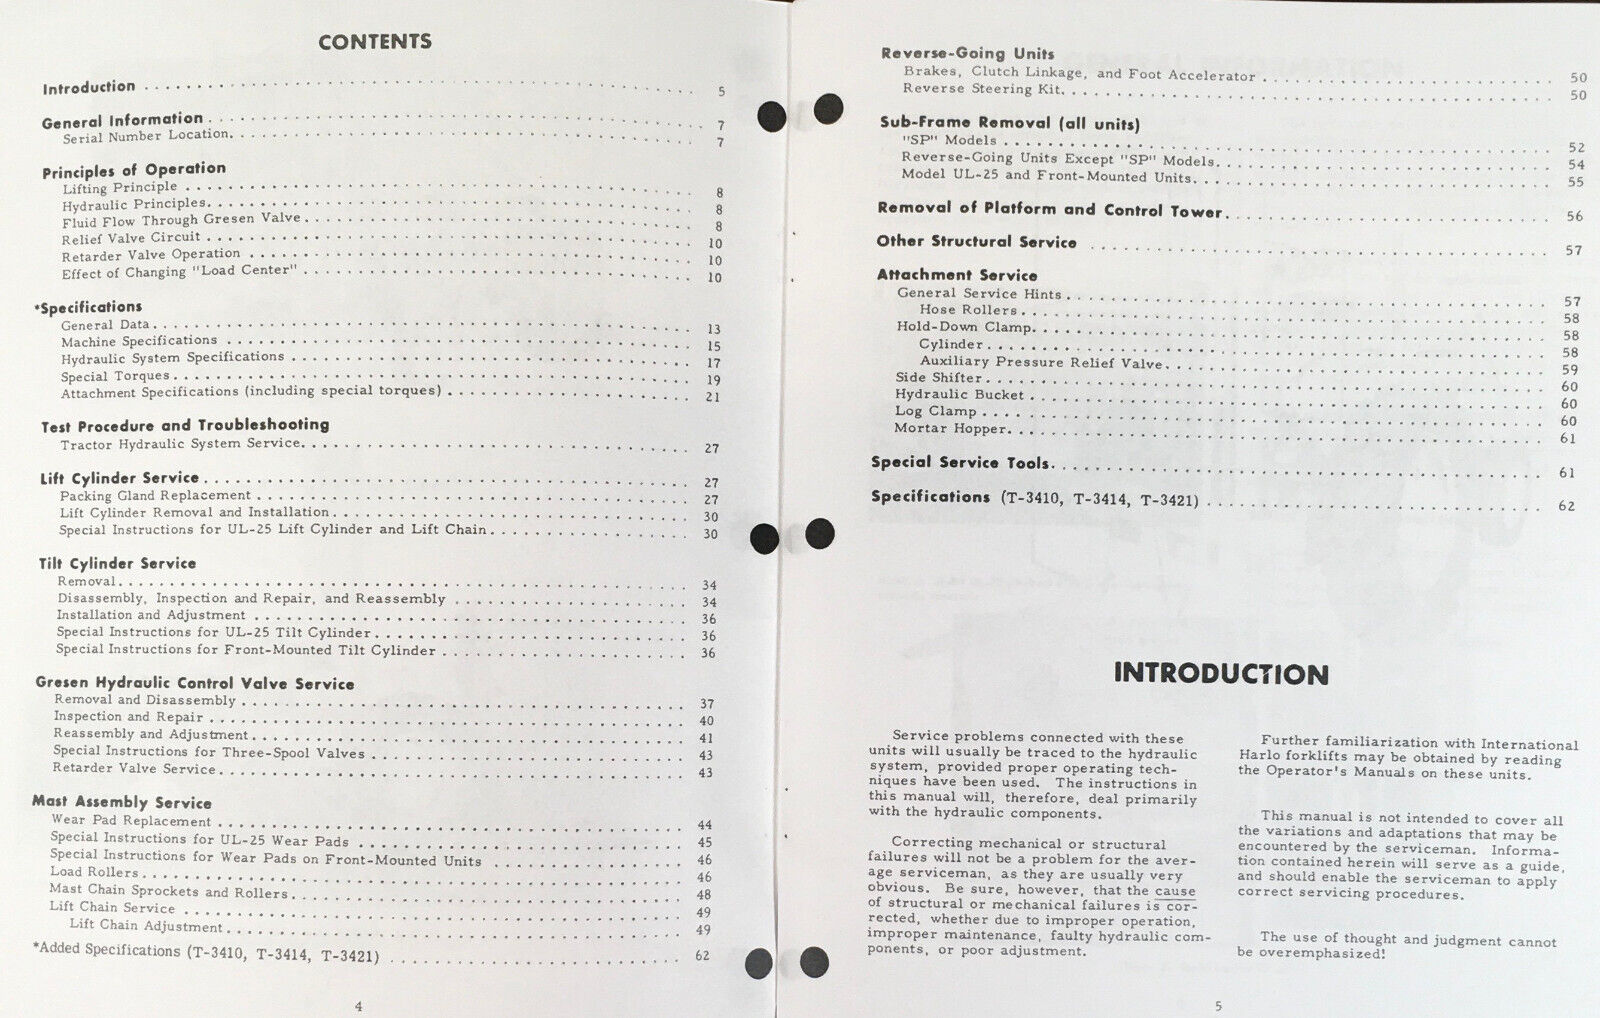 CONTENTS
Introduction . . . . . . . . . . 5
General Information . . . . . . . . . . 7
Serial Number Location. . . . . . . . . . 7
Principles of Operation
Lifting Principle . . . . . . . . . . 8
Hydraulic Principles. . . . . . . . . . 8
Fluid Flow Through Gresen Valve . . . . . . . . . . 8
Relief Valve Circuit . . . . . . . . . . 10
Retarder Valve Operation . . . . . . . . . . 10
Effect of Changing "Load Center" . . . . . . . . . . 10
*Specifications
General Data . . . . . . . . . . 13
Machine Specifications . . . . . . . . . . 15
Hydraulic System Specifications . . . . . . . . . . 17
Special Torques . . . . . . . . . . 19
Attachment Specifications (including special torques) . . . . . . . . . . 21
Test Procedure and Troubleshooting
Tractor Hydraulic System Service. . . . . . . . . . 27
Lift Cylinder Service . . . . . . . . . . 27
Packing Gland Replacement . . . . . . . . . . 27
Lift Cylinder Removal and Installation . . . . . . . . . . 30
Special Instructions for UL-25 Lift Cylinder and Lift Chain . . . . . . . . . . 30
Tilt Cylinder Service
Removal . . . . . . . . . . 34
Disassembly, Inspection and Repair, and Reassembly . . . . . . . . . . 34
Installation and Adjustment . . . . . . . . . . 36
Special Instructions for UL-25 Tilt Cylinder . . . . . . . . . . 36
Special Instructions for Front-Mounted Tilt Cylinder . . . . . . . . . . 36
Gresen Hydraulic Control Valve Service
Removal and Disassembly . . . . . . . . . . 37
Inspection and Repair . . . . . . . . . . 40
Reassembly and Adjustment . . . . . . . . . . 41
Special Instructions for Three-Spool Valves . . . . . . . . . . 43
Retarder Valve Service . . . . . . . . . . 43
Mast Assembly Service
Wear Pad Replacement . . . . . . . . . . 44
Special Instructions for UL-25 Wear Pads . . . . . . . . . . 45
Special Instructions for Wear Pads on Front-Mounted Units . . . . . . . . . . 46
Load Rollers . . . . . . . . . . 46
Mast Chain Sprockets and Rollers . . . . . . . . . . 48
Lift Chain Service . . . . . . . . . . 49
Lift Chain Adjustment . . . . . . . . . . 49
*Added Specifications (T-3410, T-3414, T-3421) . . . . . . . . . . 62
4
Reverse-Going Units
Brakes, Clutch Linkage, and Foot Accelerator . . . . . . . . . . 50
Reverse Steering Kit. . . . . . . . . . 50
Sub-Frame Removal (all units)
"SP" Models . . . . . . . . . . 52
Reverse-Going Units Except "SP" Models. . . . . . . . . . 54
Model UL-25 and Front-Mounted Units. . . . . . . . . . 55
Removal of Platform and Control Tower . . . . . . . . . . 56
Other Structural Service . . . . . . . . . . 57
Attachment Service
General Service Hints . . . . . . . . . . 57
Hose Rollers . . . . . . . . . . 58
Hold-Down Clamp. . . . . . . . . . 58
Cylinder . . . . . . . . . . 58
Auxiliary Pressure Relief Valve . . . . . . . . . . 59
Side Shifter . . . . . . . . . . 60
Hydraulic Bucket . . . . . . . . . . 60
Log Clamp . . . . . . . . . . 60
Mortar Hopper. . . . . . . . . . 61
Special Service Tools. . . . . . . . . . 61
Specifications (T-3410, T-3414, T-3421) . . . . . . . . . . 62
INTRODUCTION
Service problems connected with these
units will usually be traced to the hydraulic
system, provided proper operating tech-
niques have been used. The instructions in
this manual will, therefore, deal primarily
with the hydraulic components.
Correcting mechanical or structural
failures will not be a problem for the aver-
age serviceman, as they are usually very
obvious. Be sure, however, that the cause
of structural or mechanical failures is cor-
rected, whether due to improper operation,
improper maintenance, faulty hydraulic com-
ponents, or poor adjustment.
Further familiarization with International
Harlo forklifts may be obtained by reading
the Operator's Manuals on these units.
This manual is not intended to cover all
the variations and adaptations that may be
encountered by the serviceman. Informa-
tion contained herein will serve as a guide,
and should enable the serviceman to apply
correct servicing procedures.
The use of thought and judgment cannot
be overemphasized!
5